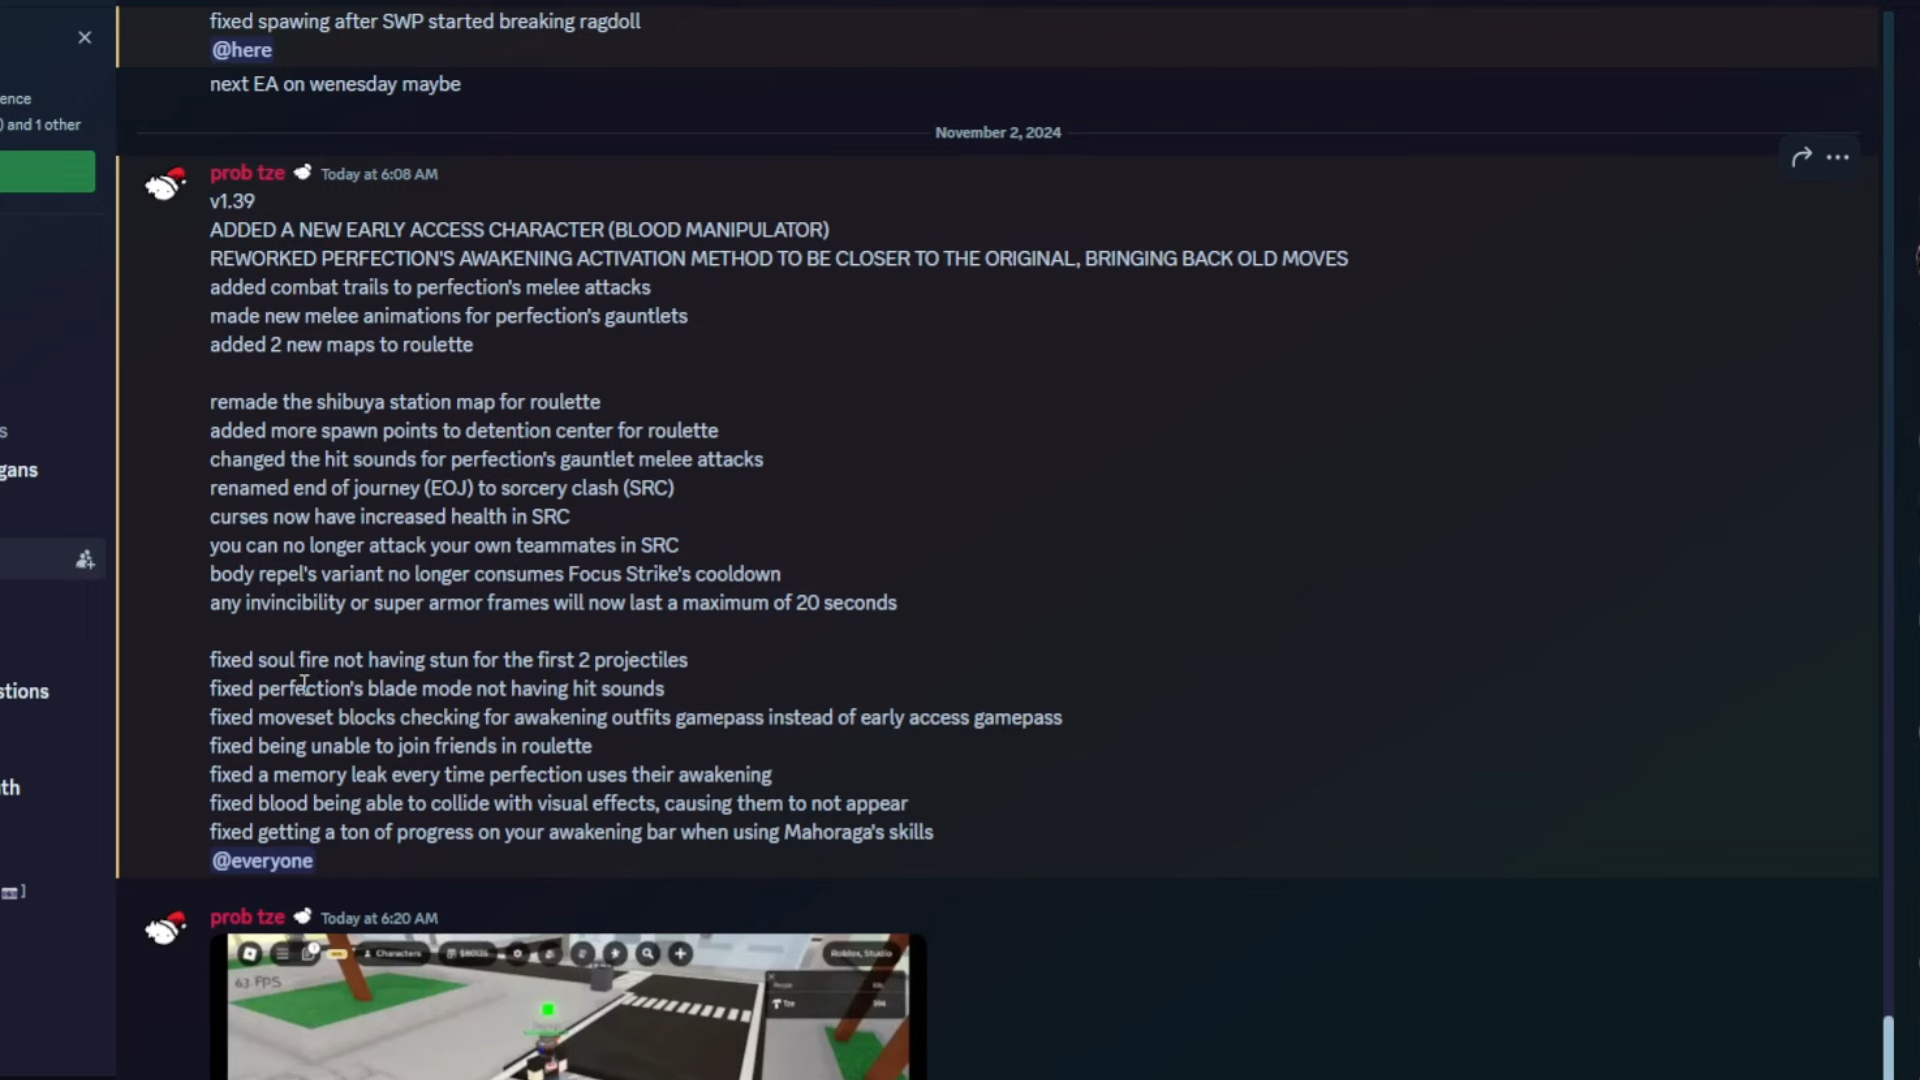 fixed spawing after SWP started breaking ragdoll
@here
next EA on wenesday maybe
ence
) and 1 other
November 2, 2024
prob tze Today at 6:08 AM
v1.39
ADDED A NEW EARLY ACCESS CHARACTER (BLOOD MANIPULATOR)
REWORKED PERFECTION'S AWAKENING ACTIVATION METHOD TO BE CLOSER TO THE ORIGINAL, BRINGING BACK OLD MOVES
added combat trails to perfection's melee attacks
made new melee animations for perfection's gauntlets
added 2 new maps to roulette
remade the shibuya station map for roulette
added more spawn points to detention center for roulette
s
changed the hit sounds for perfection's gauntlet melee attacks
gans
renamed end of journey (EOJ) to sorcery clash (SRC)
curses now have increased health in SRC
you can no longer attack your own teammates in SRC
body repel's variant no longer consumes Focus Strike's cooldown
any invincibility or super armor frames will now last a maximum of 20 seconds
fixed soul fire not having stun for the first 2 projectiles
fixed perfection's blade mode not having hit sounds
stions
fixed moveset blocks checking for awakening outfits gamepass instead of early access gamepass
fixed being unable to join friends in roulette
fixed a memory leak every time perfection uses their awakening
th
fixed blood being able to collide with visual effects, causing them to not appear
fixed getting a ton of progress on your awakening bar when using Mahoraga's skills
@everyone
]
prob tze Today at 6:20 AM
Characters
Roblox, Studio
63 FPS
People
Tze